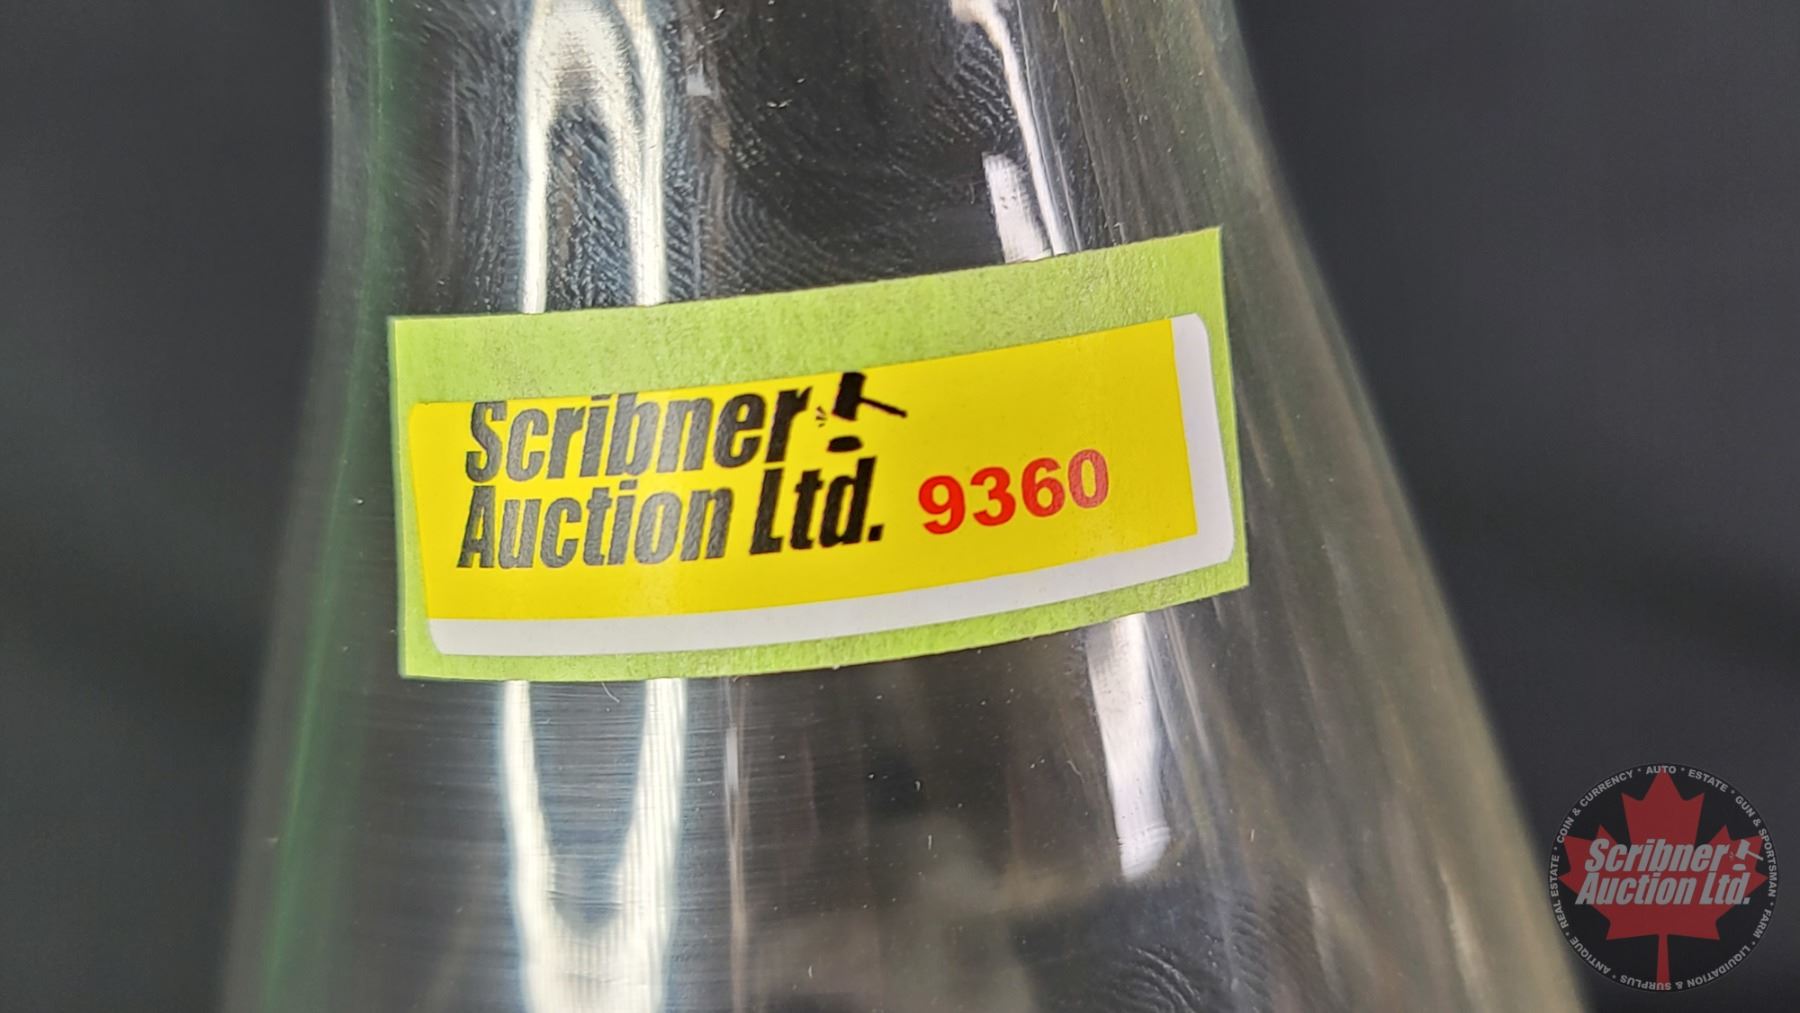 Scribner
Auction Ltd. 9360
COIN & CURRENCY • AUTO • ESTATE • GUN & SPORTSMAN • FARM • LIQUIDATION & SURPLUS • ANTIQUE • REAL ESTATE •
Scribner
Auction Ltd.